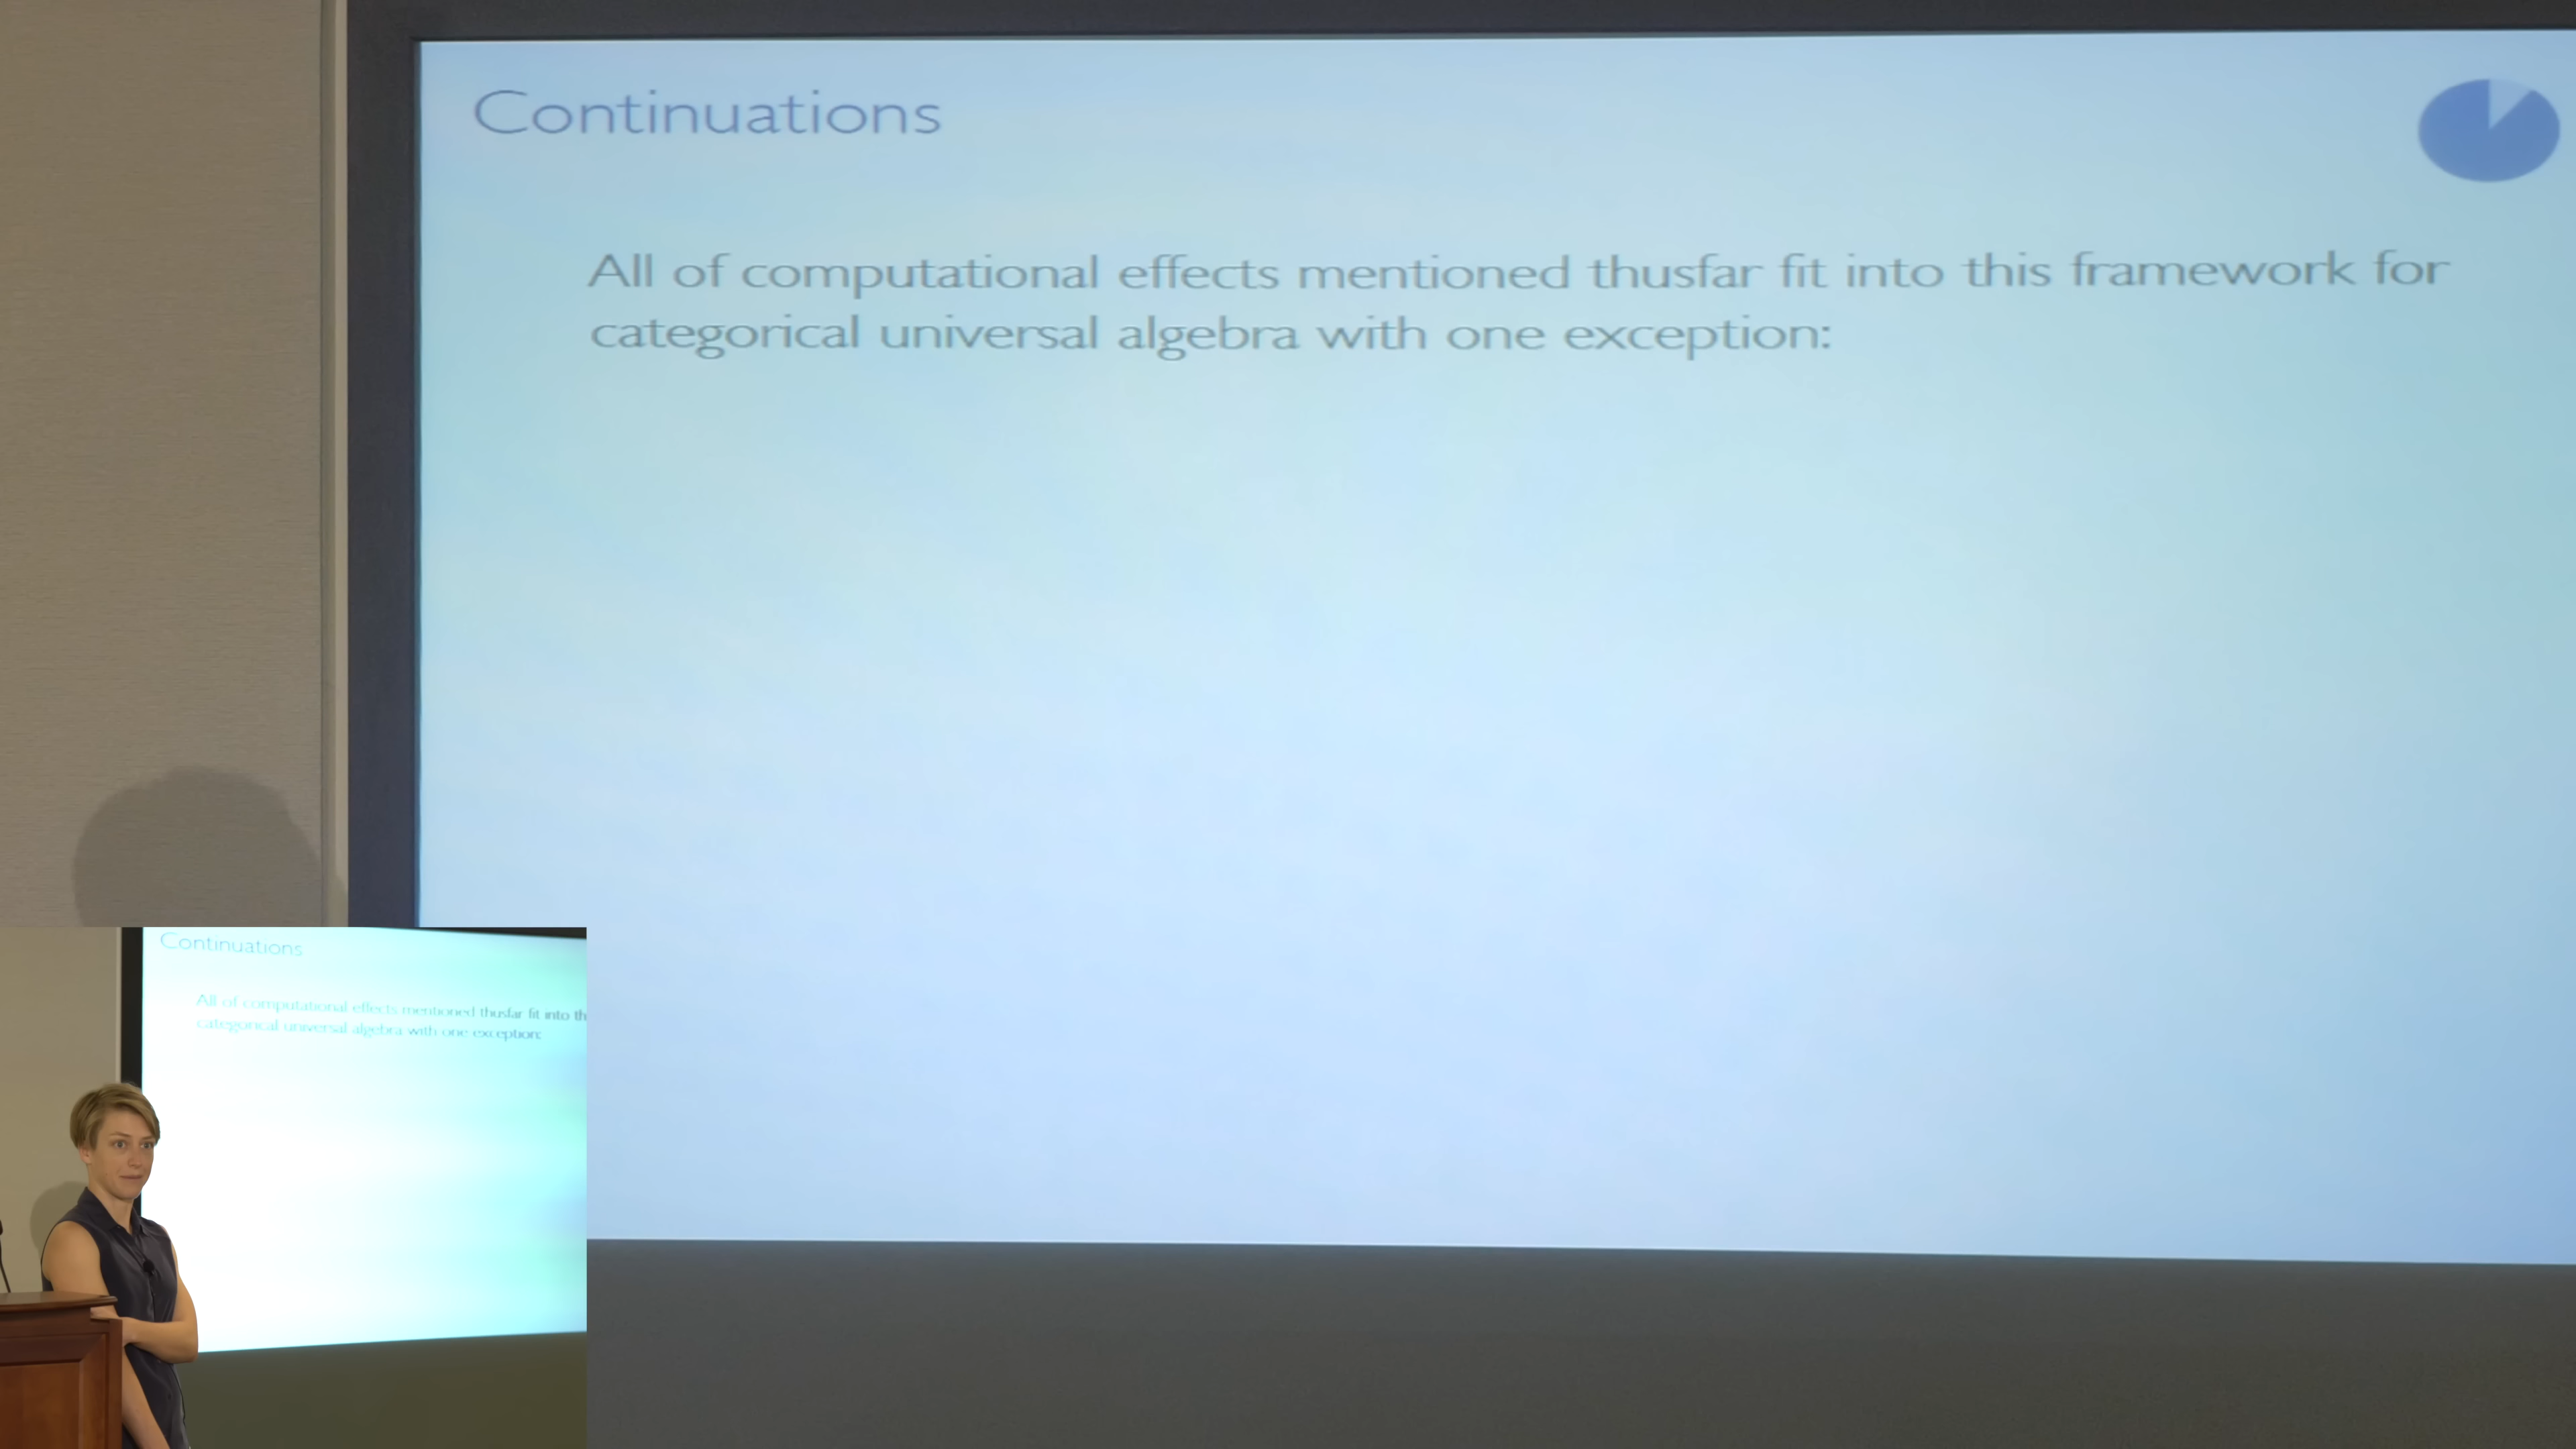 Continuations
All of computational effects mentioned thusfar fit into this framework for
categorical universal algebra with one exception:
Continuations
All of computational effects mentioned thusfar fit into th
categorical universal algebra with one exception: